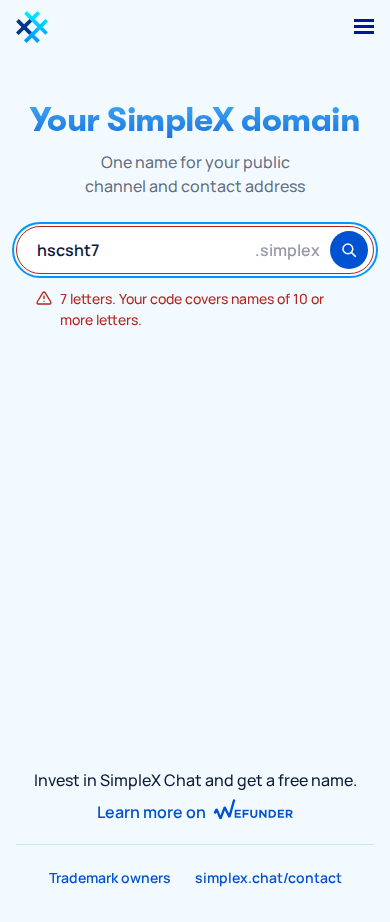 Your SimpleX domain
One name for your public
channel and contact address
hscsht7 .simplex
7 letters. Your code covers names of 10 or
more letters.
Invest in SimpleX Chat and get a free name.
Learn more on WEFUNDER
Trademark owners simplex.chat/contact